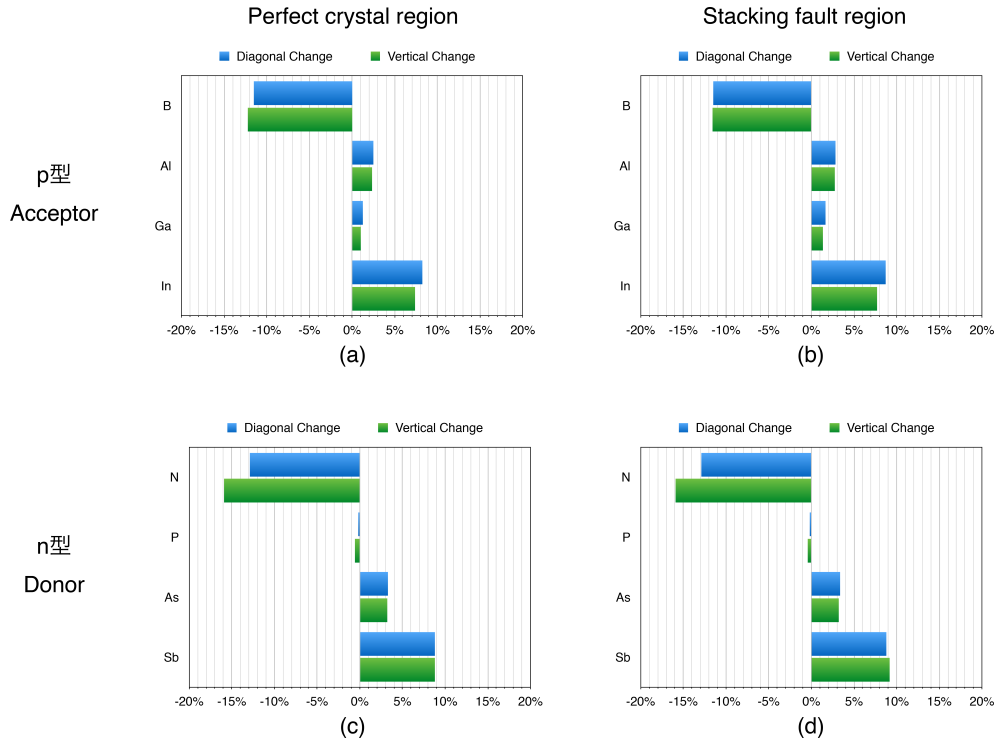 Perfect crystal region
Stacking fault region
Diagonal Change Vertical Change
Diagonal Change Vertical Change
p型
Acceptor
B
Al
Ga
In
-20% -15% -10% -5% 0% 5% 10% 15% 20%
(a)
B
Al
Ga
In
-20% -15% -10% -5% 0% 5% 10% 15% 20%
(b)
Diagonal Change Vertical Change
Diagonal Change Vertical Change
n型
Donor
N
P
As
Sb
-20% -15% -10% -5% 0% 5% 10% 15% 20%
(c)
N
P
As
Sb
-20% -15% -10% -5% 0% 5% 10% 15% 20%
(d)